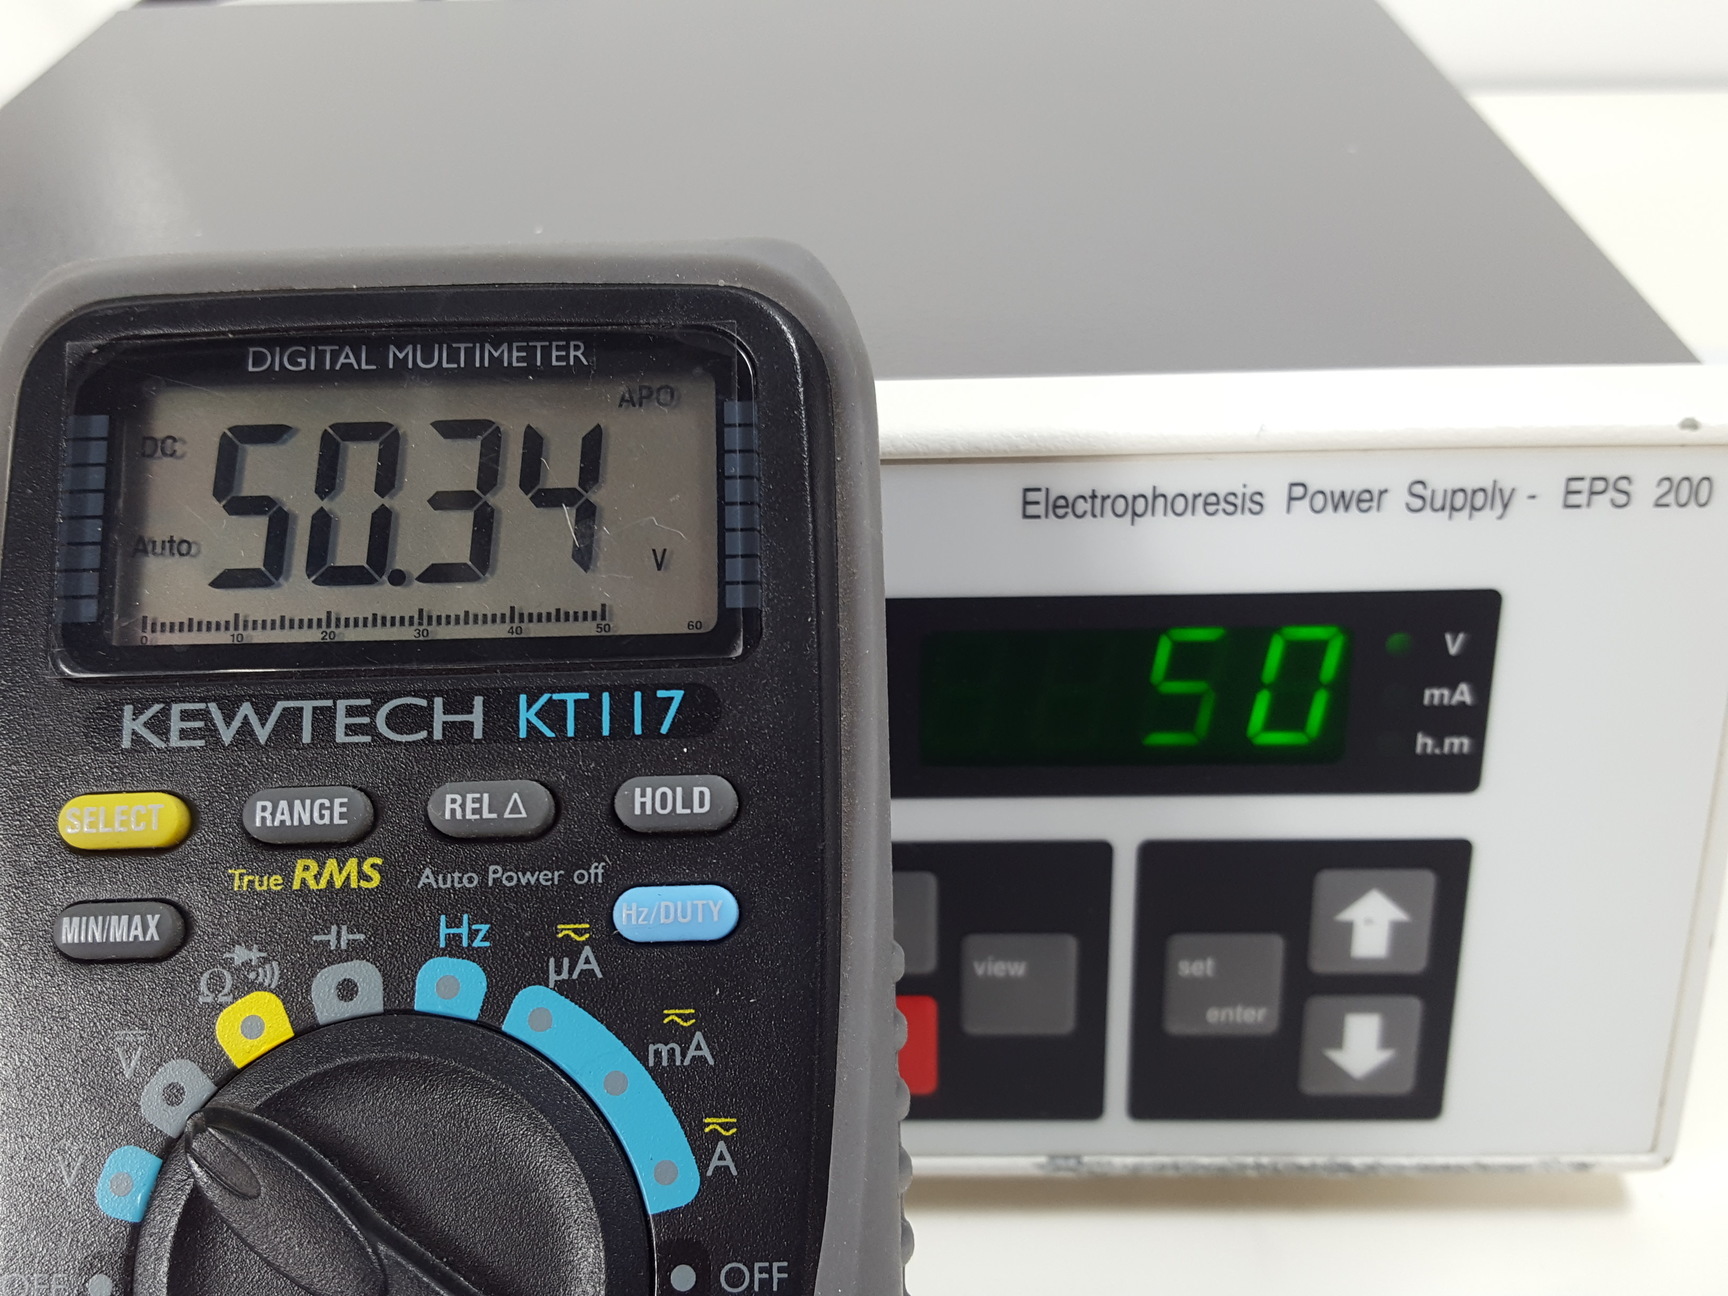 DIGITAL MULTIMETER
APO
DC
50.34
Auto
V
0 10 20 30 40 50 60
KEWTECH KT117
SELECT
RANGE
REL Δ
HOLD
True RMS
Auto Power off
MIN/MAX
Hz/DUTY
Ω
Hz
μA
mA
V
A
V
OFF
OFF
Electrophoresis Power Supply - EPS 200
50
V
mA
h.m
view
set
enter